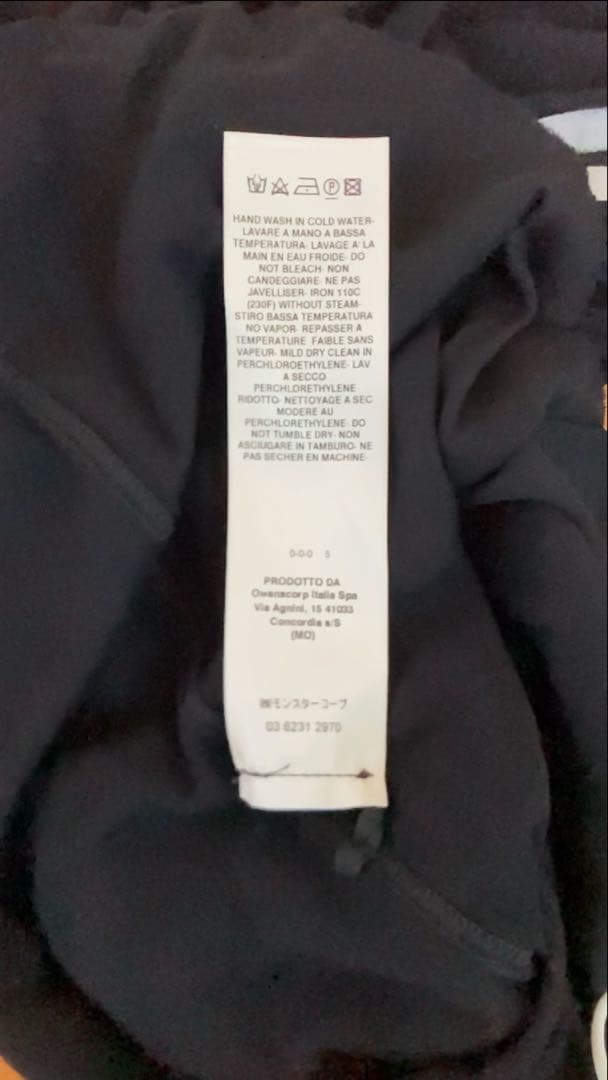 HAND WASH IN COLD WATER-
LAVARE A MANO A BASSA
TEMPERATURA- LAVAGE A' LA
MAIN EN EAU FROIDE- DO
NOT BLEACH- NON
CANDEGGIARE- NE PAS
JAVELLISER- IRON 110C
(230F) WITHOUT STEAM-
STIRO BASSA TEMPERATURA
NO VAPOR- REPASSER A
TEMPERATURE FAIBLE SANS
VAPEUR- MILD DRY CLEAN IN
PERCHLOROETHYLENE- LAV
A SECCO
PERCHLORETHYLENE
RIDOTTO- NETTOYAGE A SEC
MODERE AU
PERCHLORETHYLENE- DO
NOT TUMBLE DRY- NON
ASCIUGARE IN TAMBURO- NE
PAS SECHER EN MACHINE-
0-0-0 5
PRODOTTO DA
Owenscorp Italia Spa
Via Agnini, 15 41033
Concordia s/S
(MO)
㈱モンスターコープ
03 6231 2970